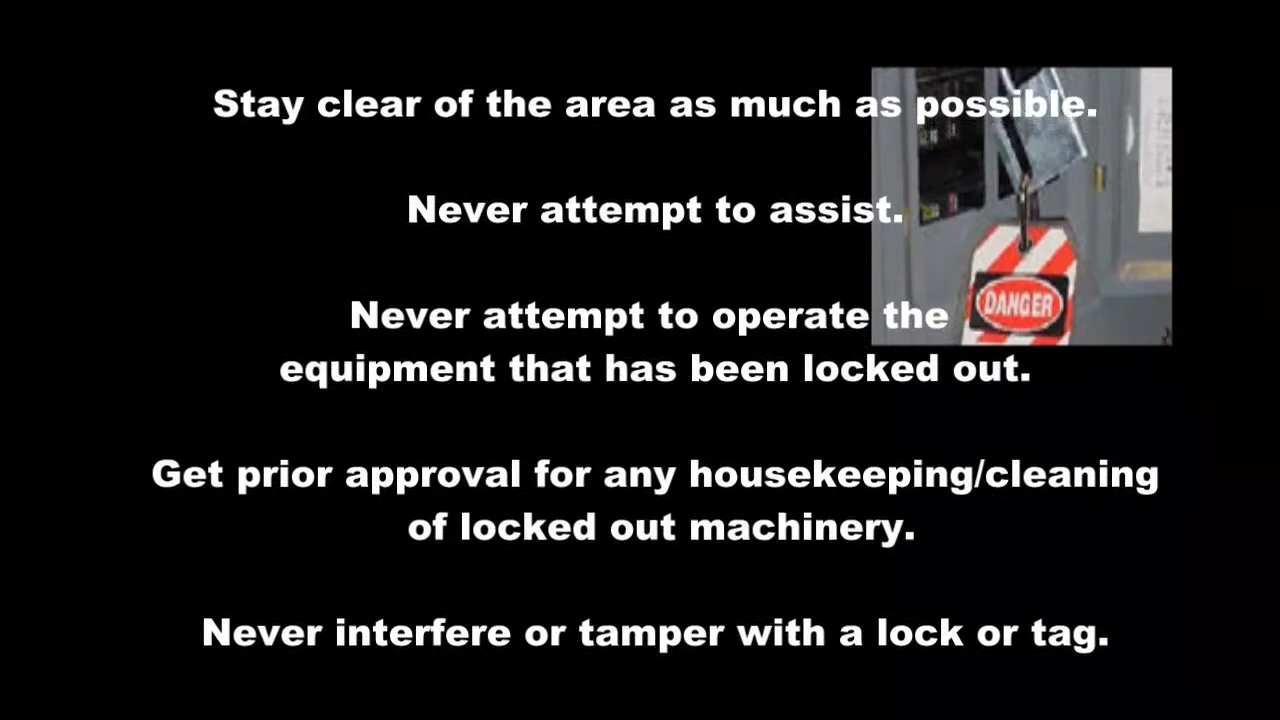 Stay clear of the area as much as possible.
Never attempt to assist.
Never attempt to operate the
equipment that has been locked out.
Get prior approval for any housekeeping/cleaning
of locked out machinery.
Never interfere or tamper with a lock or tag.
DANGER